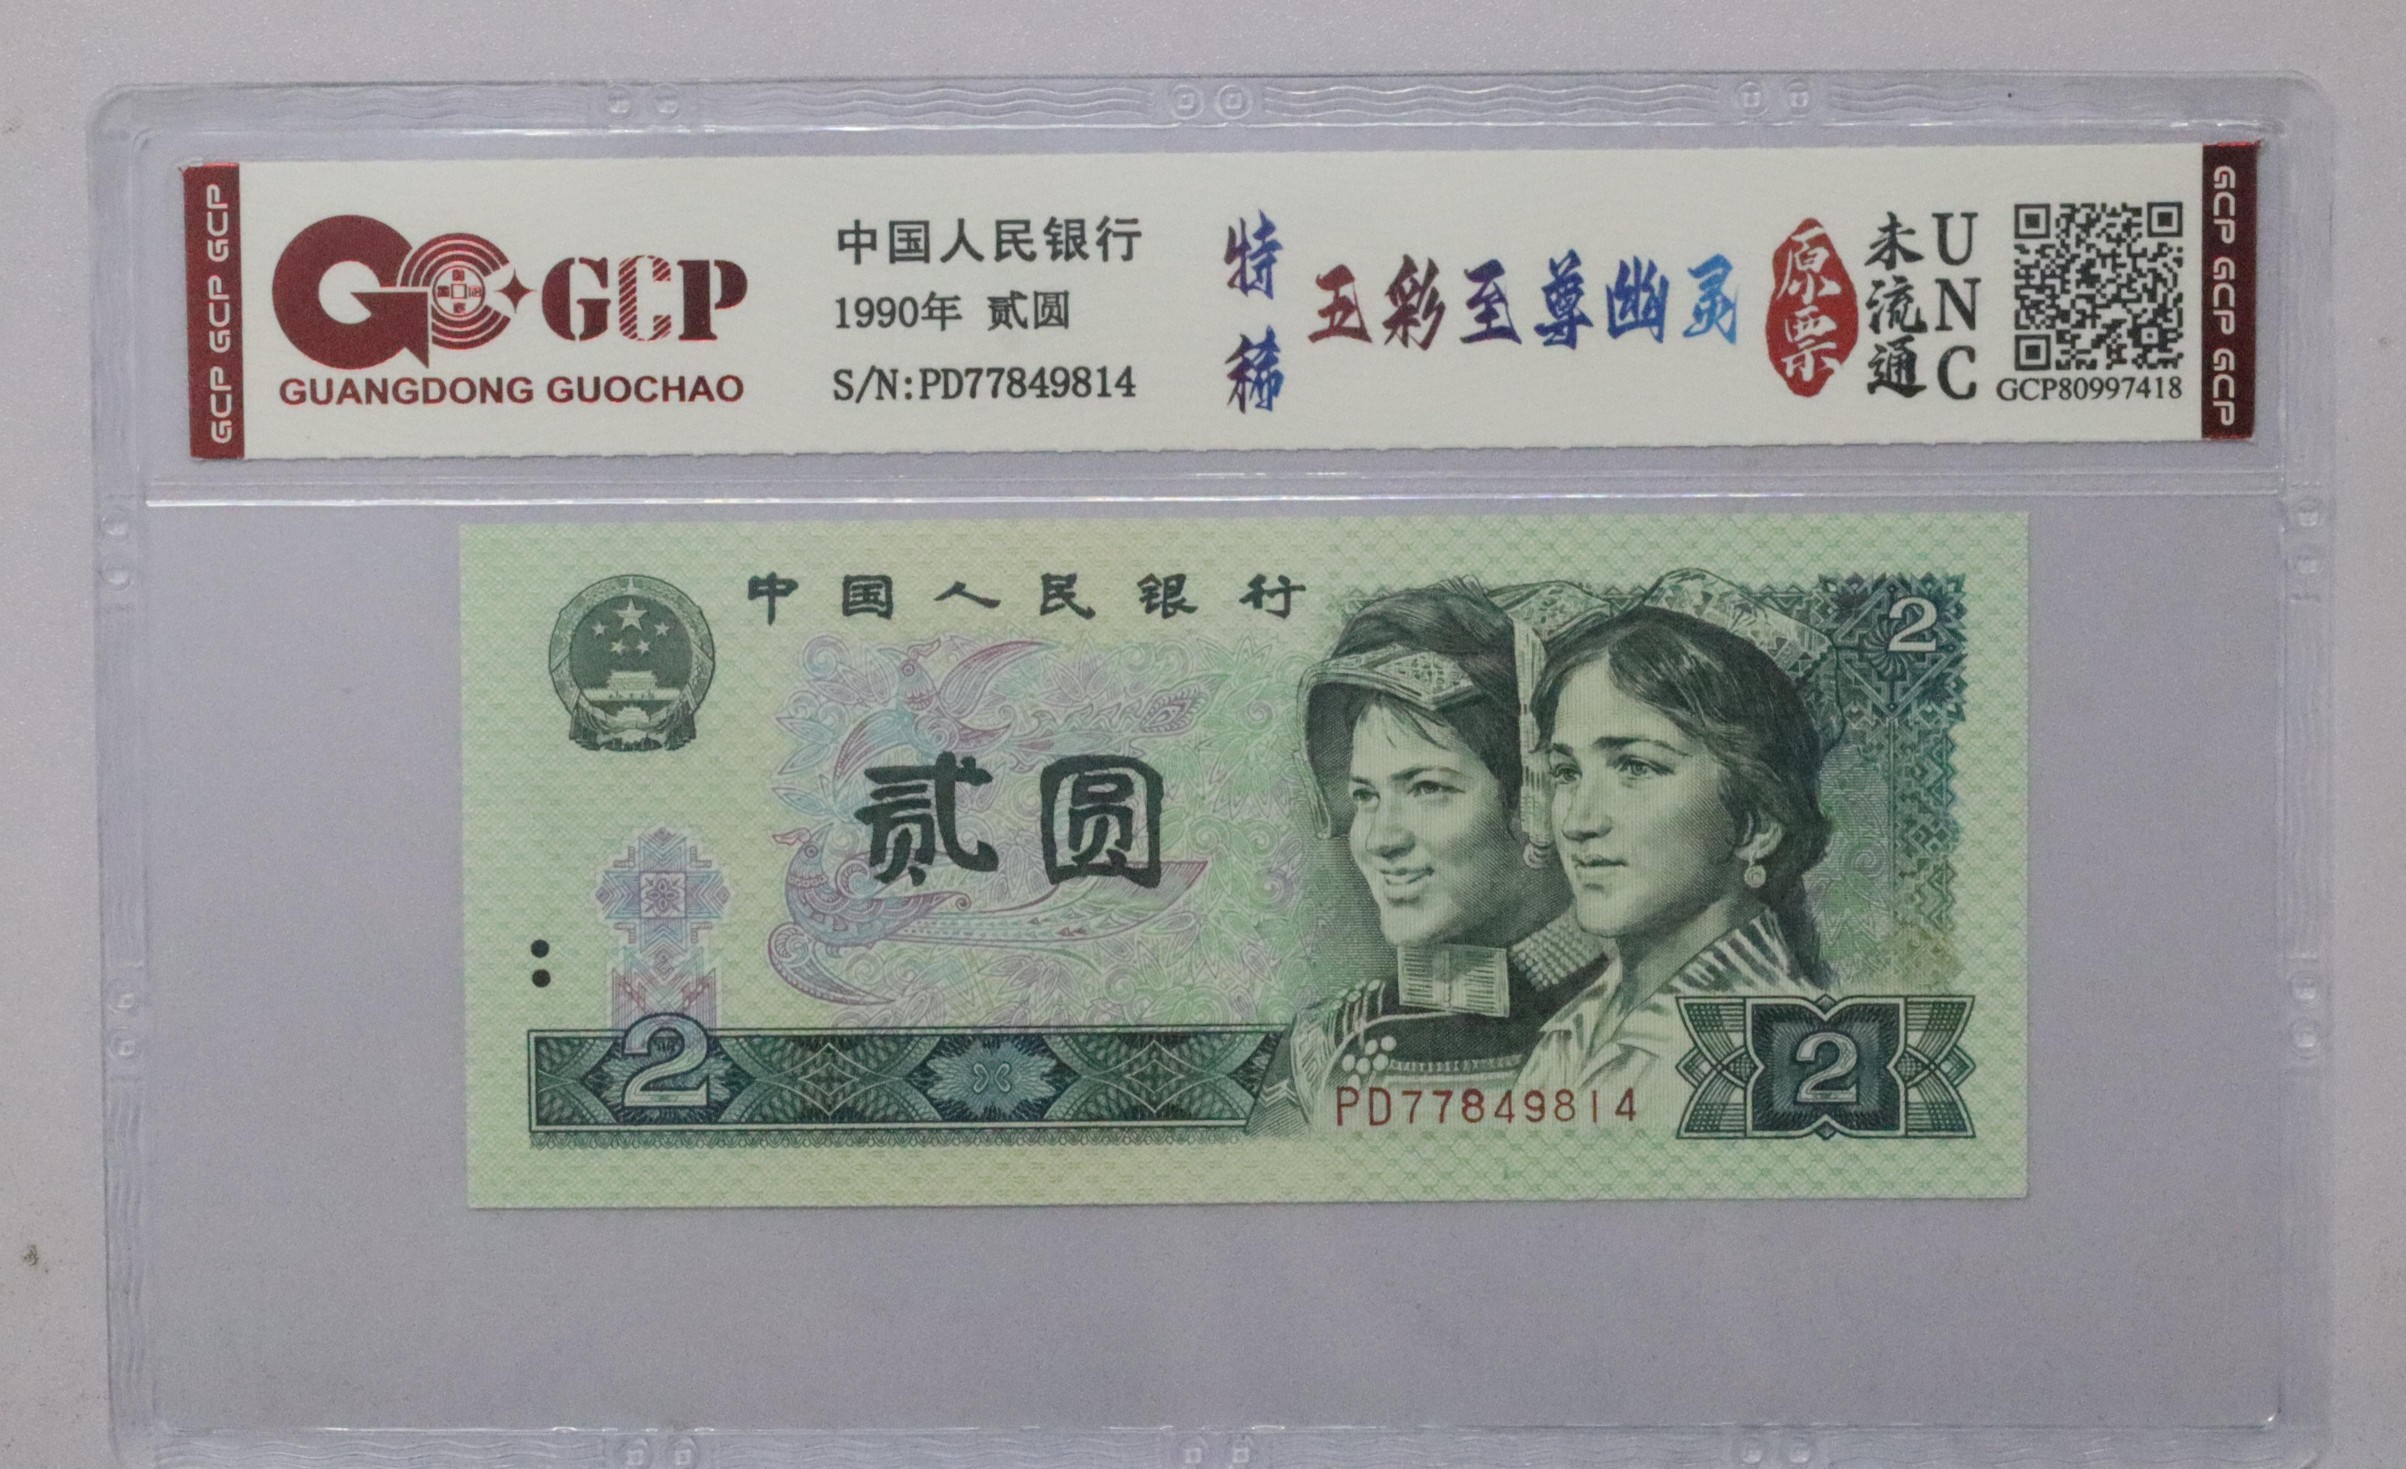 GCP GCP GCP
GCP
GUANGDONG GUOCHAO
中国人民银行
1990年 贰圆
S/N:PD77849814
特稀
五彩至尊幽灵
原票
未流通
UNC
GCP80997418
GCP GCP GCP
中国人民银行
2
贰圆
2
PD77849814
2